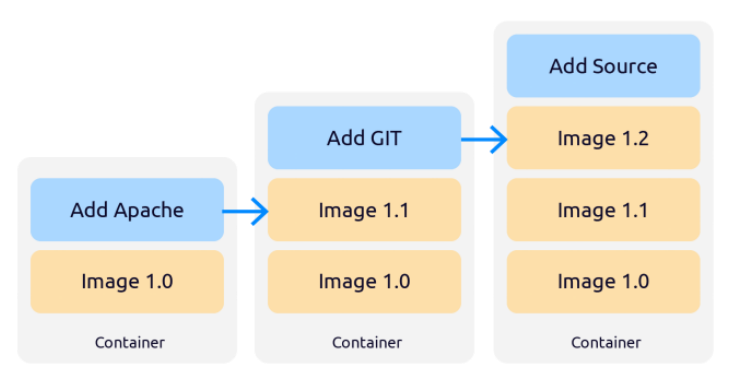 Add Apache
Image 1.0
Container
Add GIT
Image 1.1
Image 1.0
Container
Add Source
Image 1.2
Image 1.1
Image 1.0
Container